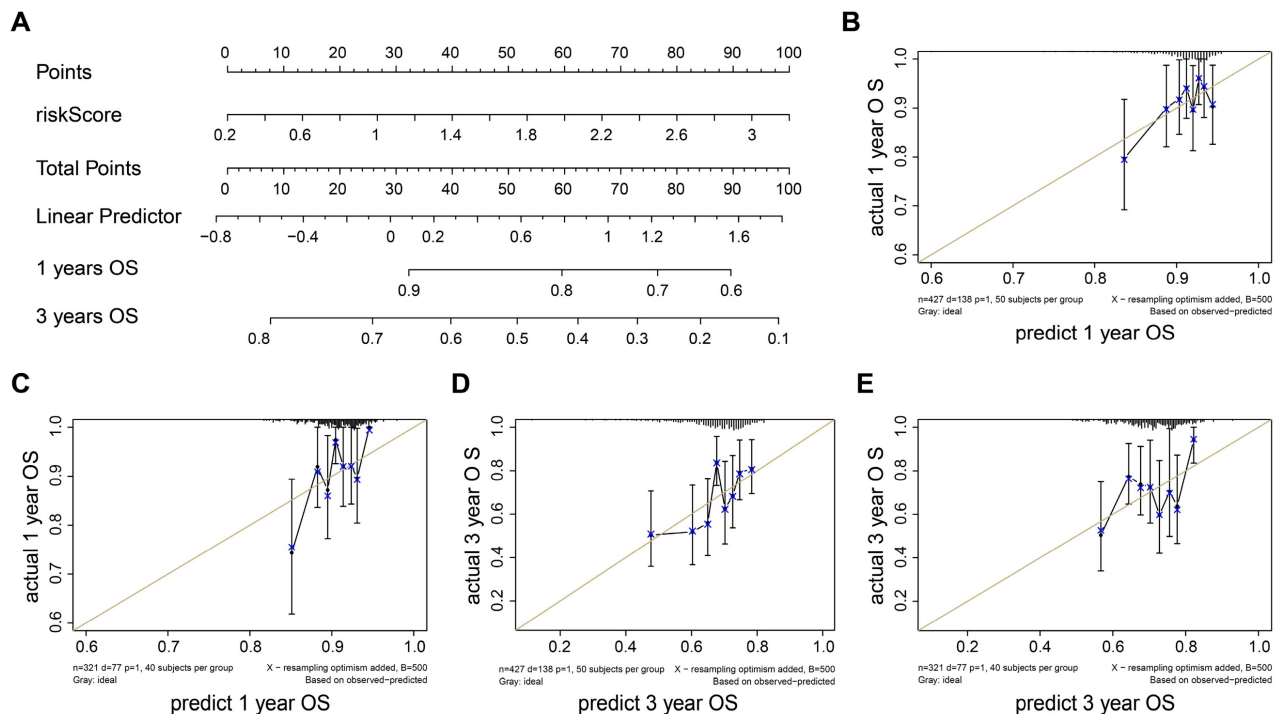 A
Points
0 10 20 30 40 50 60 70 80 90 100
riskScore
0.2 0.6 1 1.4 1.8 2.2 2.6 3
Total Points
0 10 20 30 40 50 60 70 80 90 100
Linear Predictor
−0.8 −0.4 0 0.2 0.6 1 1.2 1.6
1 years OS
0.9 0.8 0.7 0.6
3 years OS
0.8 0.7 0.6 0.5 0.4 0.3 0.2 0.1
B
actual 1 year O S
0.6 0.7 0.8 0.9 1.0
0.6 0.7 0.8 0.9 1.0
n=427 d=138 p=1, 50 subjects per group X − resampling optimism added, B=500
Gray: ideal Based on observed−predicted
predict 1 year OS
C
actual 1 year OS
0.6 0.7 0.8 0.9 1.0
0.6 0.7 0.8 0.9 1.0
n=321 d=77 p=1, 40 subjects per group X − resampling optimism added, B=500
Gray: ideal Based on observed−predicted
predict 1 year OS
D
actual 3 year O S
0.2 0.4 0.6 0.8 1.0
0.2 0.4 0.6 0.8 1.0
n=427 d=138 p=1, 50 subjects per group X − resampling optimism added, B=500
Gray: ideal Based on observed−predicted
predict 3 year OS
E
actual 3 year OS
0.2 0.4 0.6 0.8 1.0
0.2 0.4 0.6 0.8 1.0
n=321 d=77 p=1, 40 subjects per group X − resampling optimism added, B=500
Gray: ideal Based on observed−predicted
predict 3 year OS